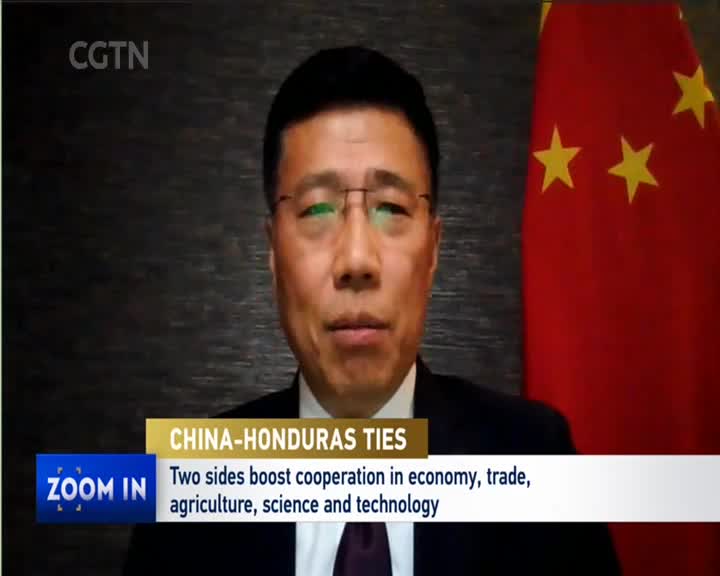 CGTN
CHINA-HONDURAS TIES
ZOOM IN
Two sides boost cooperation in economy, trade,
agriculture, science and technology